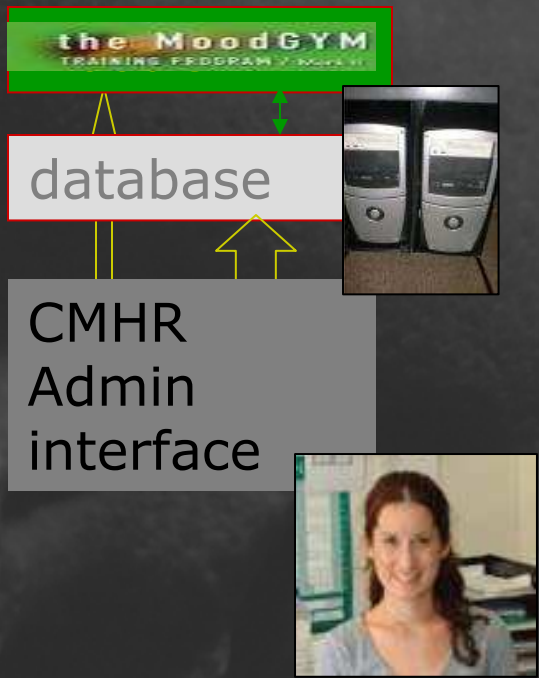 the MoodGYM
TRAINING PROGRAM /
database
CMHR
Admin
interface